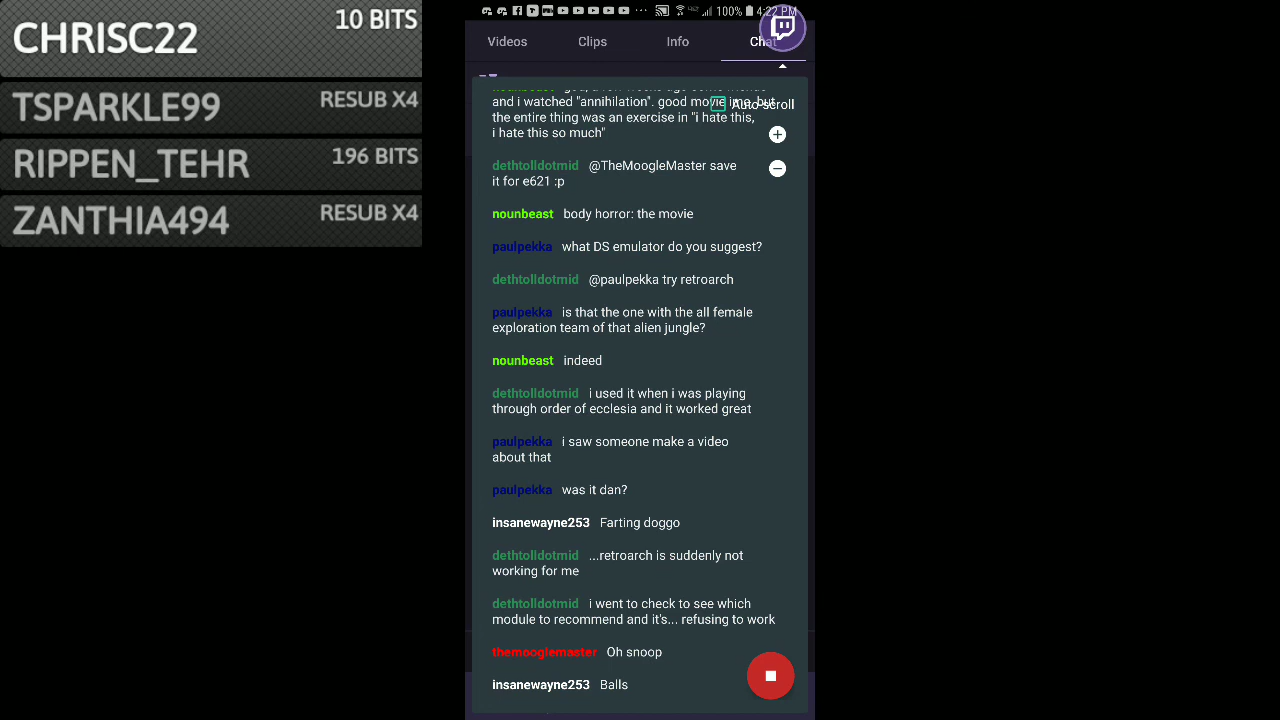 CHRISC22 10 BITS
TSPARKLE99 RESUB X4
RIPPEN_TEHR 196 BITS
ZANTHIA494 RESUB X4
100% 4:22 PM
Videos Clips Info Chat
and i watched "annihilation". good movie imo, but
Auto-scroll
the entire thing was an exercise in "i hate this,
i hate this so much"
dethtolldotmid @TheMoogleMaster save
it for e621 :p
nounbeast body horror: the movie
paulpekka what DS emulator do you suggest?
dethtolldotmid @paulpekka try retroarch
paulpekka is that the one with the all female
exploration team of that alien jungle?
nounbeast indeed
dethtolldotmid i used it when i was playing
through order of ecclesia and it worked great
paulpekka i saw someone make a video
about that
paulpekka was it dan?
insanewayne253 Farting doggo
dethtolldotmid ...retroarch is suddenly not
working for me
dethtolldotmid i went to check to see which
module to recommend and it's... refusing to work
themooglemaster Oh snoop
insanewayne253 Balls